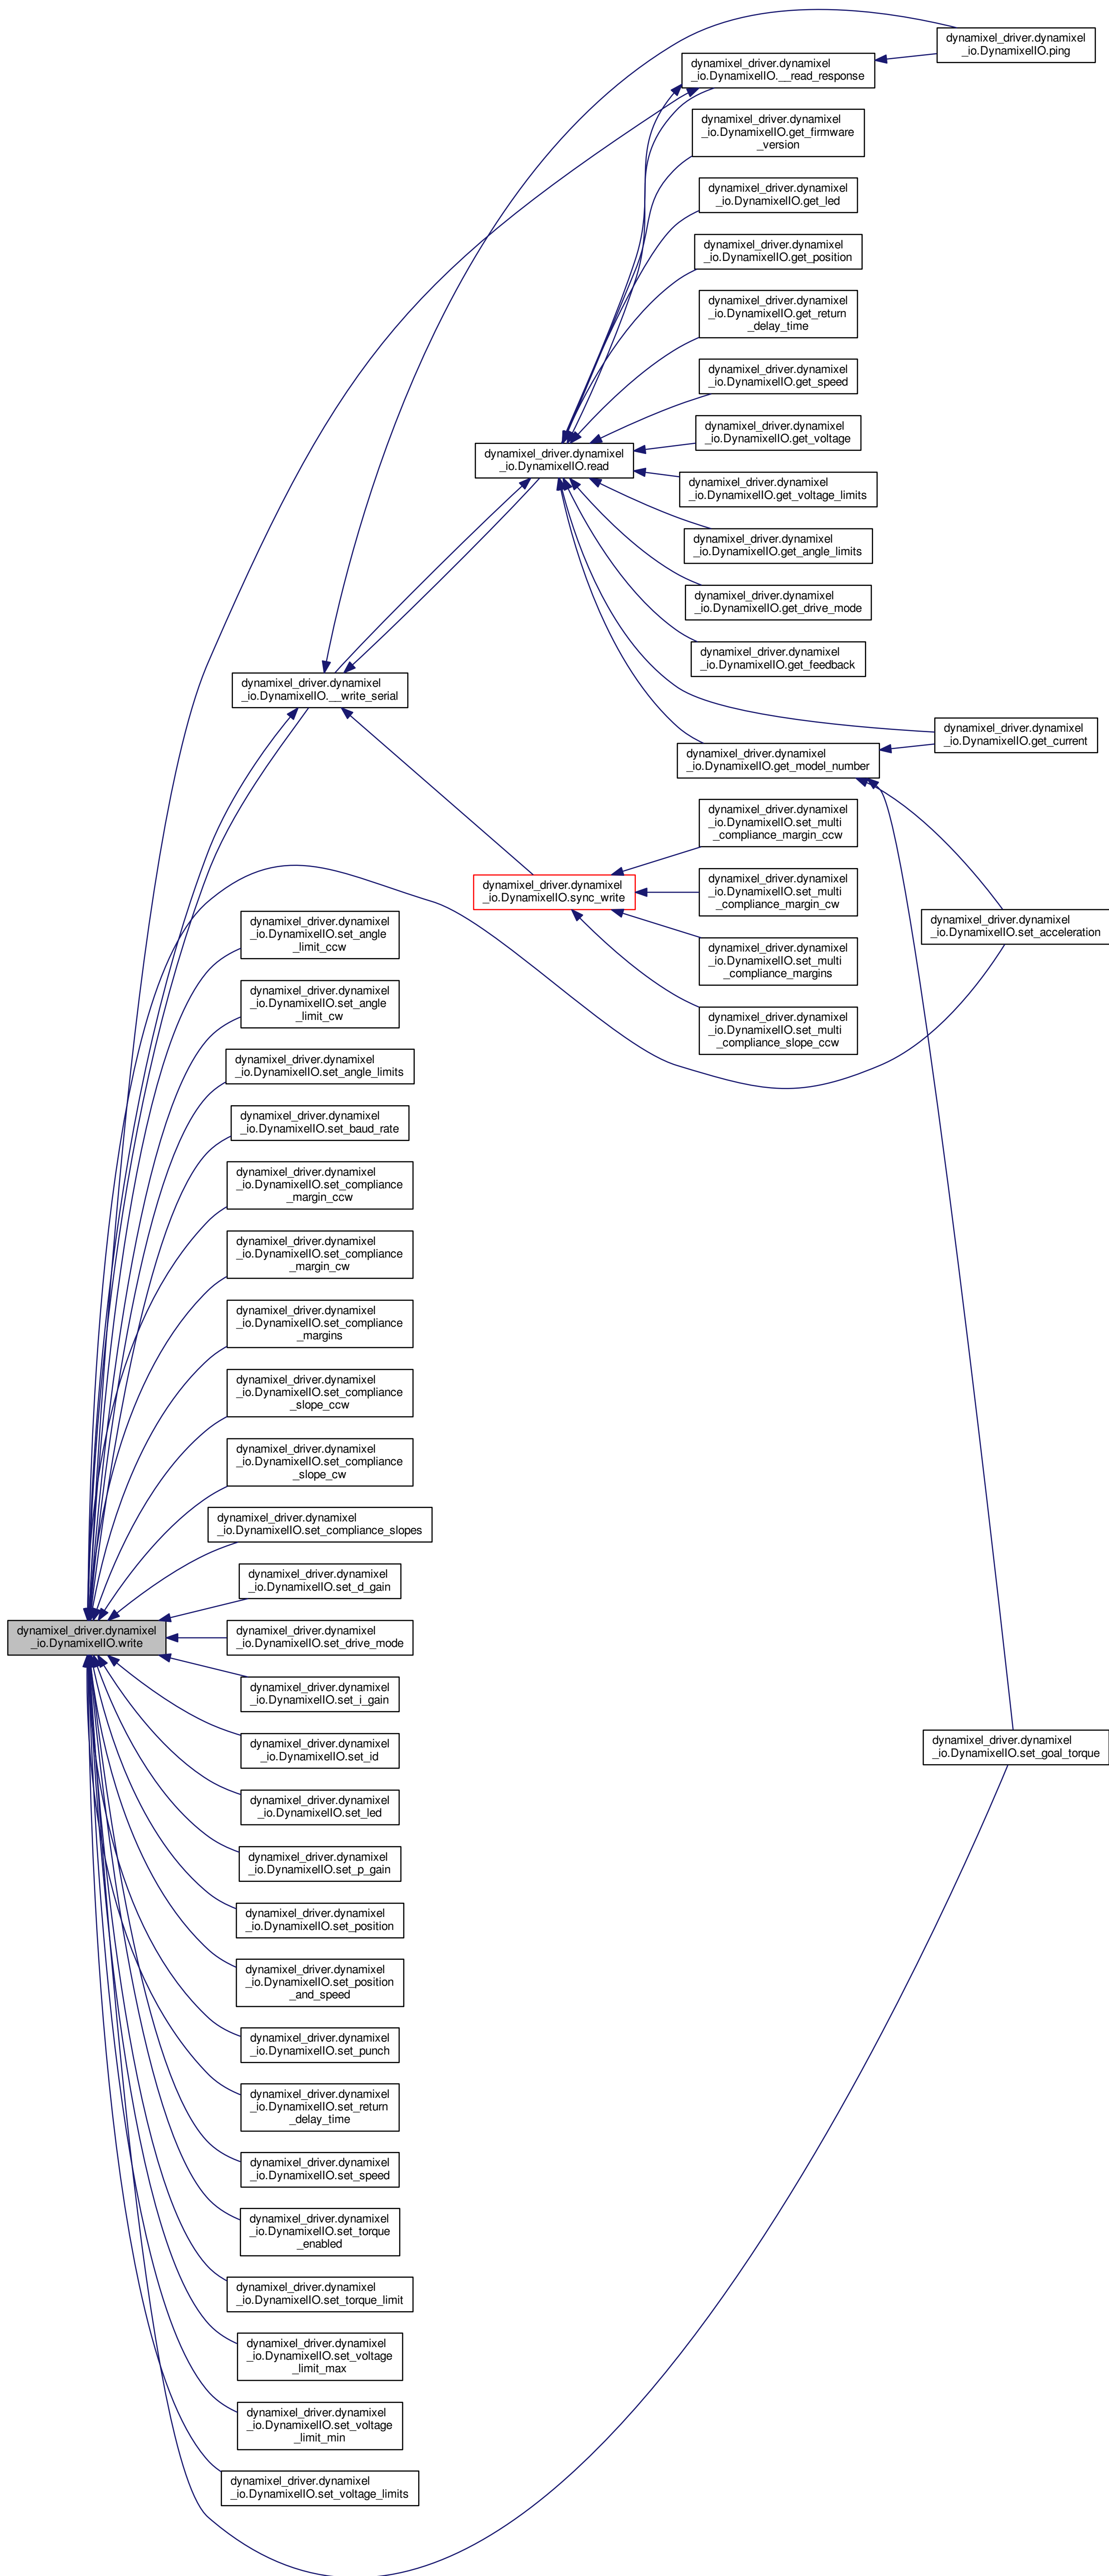 dynamixel_driver.dynamixel
_io.DynamixelIO.ping
dynamixel_driver.dynamixel
_io.DynamixelIO.__read_response
dynamixel_driver.dynamixel
_io.DynamixelIO.get_firmware
_version
dynamixel_driver.dynamixel
_io.DynamixelIO.get_led
dynamixel_driver.dynamixel
_io.DynamixelIO.get_position
dynamixel_driver.dynamixel
_io.DynamixelIO.get_return
_delay_time
dynamixel_driver.dynamixel
_io.DynamixelIO.get_speed
dynamixel_driver.dynamixel
_io.DynamixelIO.get_voltage
dynamixel_driver.dynamixel
_io.DynamixelIO.read
dynamixel_driver.dynamixel
_io.DynamixelIO.get_voltage_limits
dynamixel_driver.dynamixel
_io.DynamixelIO.get_angle_limits
dynamixel_driver.dynamixel
_io.DynamixelIO.get_drive_mode
dynamixel_driver.dynamixel
_io.DynamixelIO.get_feedback
dynamixel_driver.dynamixel
_io.DynamixelIO.__write_serial
dynamixel_driver.dynamixel
_io.DynamixelIO.get_current
dynamixel_driver.dynamixel
_io.DynamixelIO.get_model_number
dynamixel_driver.dynamixel
_io.DynamixelIO.set_multi
_compliance_margin_ccw
dynamixel_driver.dynamixel
_io.DynamixelIO.sync_write
dynamixel_driver.dynamixel
_io.DynamixelIO.set_multi
_compliance_margin_cw
dynamixel_driver.dynamixel
_io.DynamixelIO.set_acceleration
dynamixel_driver.dynamixel
_io.DynamixelIO.set_angle
_limit_ccw
dynamixel_driver.dynamixel
_io.DynamixelIO.set_multi
_compliance_margins
dynamixel_driver.dynamixel
_io.DynamixelIO.set_angle
_limit_cw
dynamixel_driver.dynamixel
_io.DynamixelIO.set_multi
_compliance_slope_ccw
dynamixel_driver.dynamixel
_io.DynamixelIO.set_angle_limits
dynamixel_driver.dynamixel
_io.DynamixelIO.set_baud_rate
dynamixel_driver.dynamixel
_io.DynamixelIO.set_compliance
_margin_ccw
dynamixel_driver.dynamixel
_io.DynamixelIO.set_compliance
_margin_cw
dynamixel_driver.dynamixel
_io.DynamixelIO.set_compliance
_margins
dynamixel_driver.dynamixel
_io.DynamixelIO.set_compliance
_slope_ccw
dynamixel_driver.dynamixel
_io.DynamixelIO.set_compliance
_slope_cw
dynamixel_driver.dynamixel
_io.DynamixelIO.set_compliance_slopes
dynamixel_driver.dynamixel
_io.DynamixelIO.set_d_gain
dynamixel_driver.dynamixel
_io.DynamixelIO.write
dynamixel_driver.dynamixel
_io.DynamixelIO.set_drive_mode
dynamixel_driver.dynamixel
_io.DynamixelIO.set_i_gain
dynamixel_driver.dynamixel
_io.DynamixelIO.set_id
dynamixel_driver.dynamixel
_io.DynamixelIO.set_goal_torque
dynamixel_driver.dynamixel
_io.DynamixelIO.set_led
dynamixel_driver.dynamixel
_io.DynamixelIO.set_p_gain
dynamixel_driver.dynamixel
_io.DynamixelIO.set_position
dynamixel_driver.dynamixel
_io.DynamixelIO.set_position
_and_speed
dynamixel_driver.dynamixel
_io.DynamixelIO.set_punch
dynamixel_driver.dynamixel
_io.DynamixelIO.set_return
_delay_time
dynamixel_driver.dynamixel
_io.DynamixelIO.set_speed
dynamixel_driver.dynamixel
_io.DynamixelIO.set_torque
_enabled
dynamixel_driver.dynamixel
_io.DynamixelIO.set_torque_limit
dynamixel_driver.dynamixel
_io.DynamixelIO.set_voltage
_limit_max
dynamixel_driver.dynamixel
_io.DynamixelIO.set_voltage
_limit_min
dynamixel_driver.dynamixel
_io.DynamixelIO.set_voltage_limits